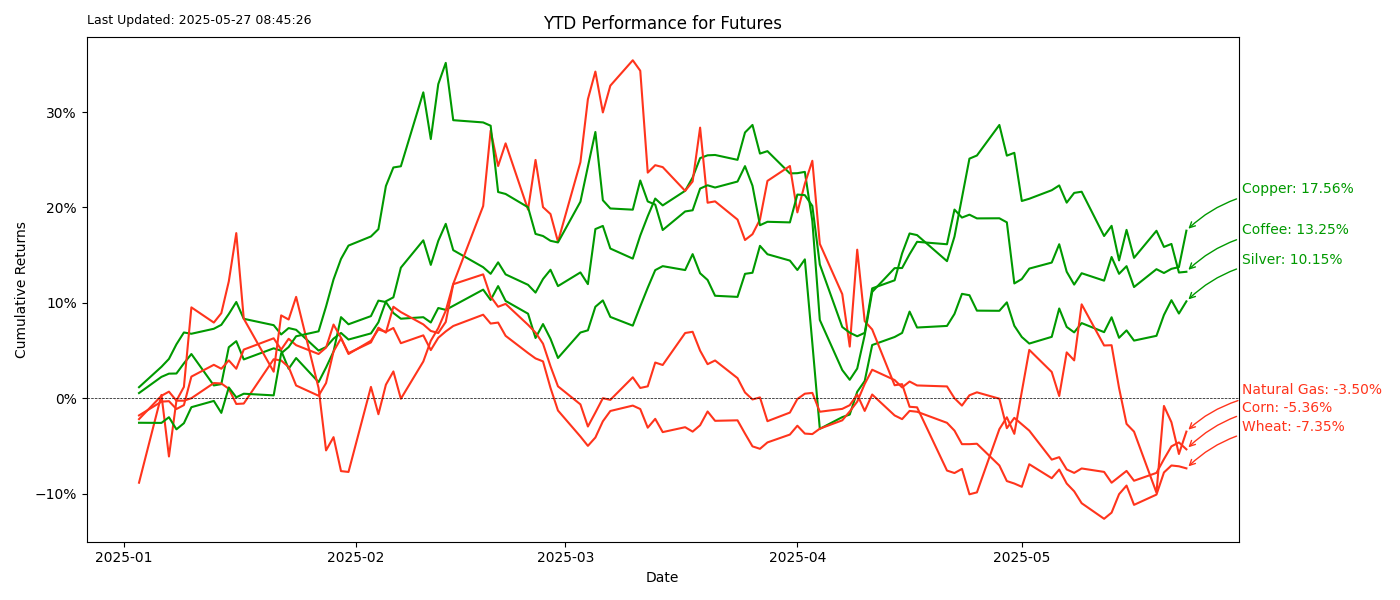 Last Updated: 2025-05-27 08:45:26
YTD Performance for Futures
Cumulative Returns
30%
20%
10%
0%
−10%
Copper: 17.56%
Coffee: 13.25%
Silver: 10.15%
Natural Gas: -3.50%
Corn: -5.36%
Wheat: -7.35%
2025-01
2025-02
2025-03
2025-04
2025-05
Date